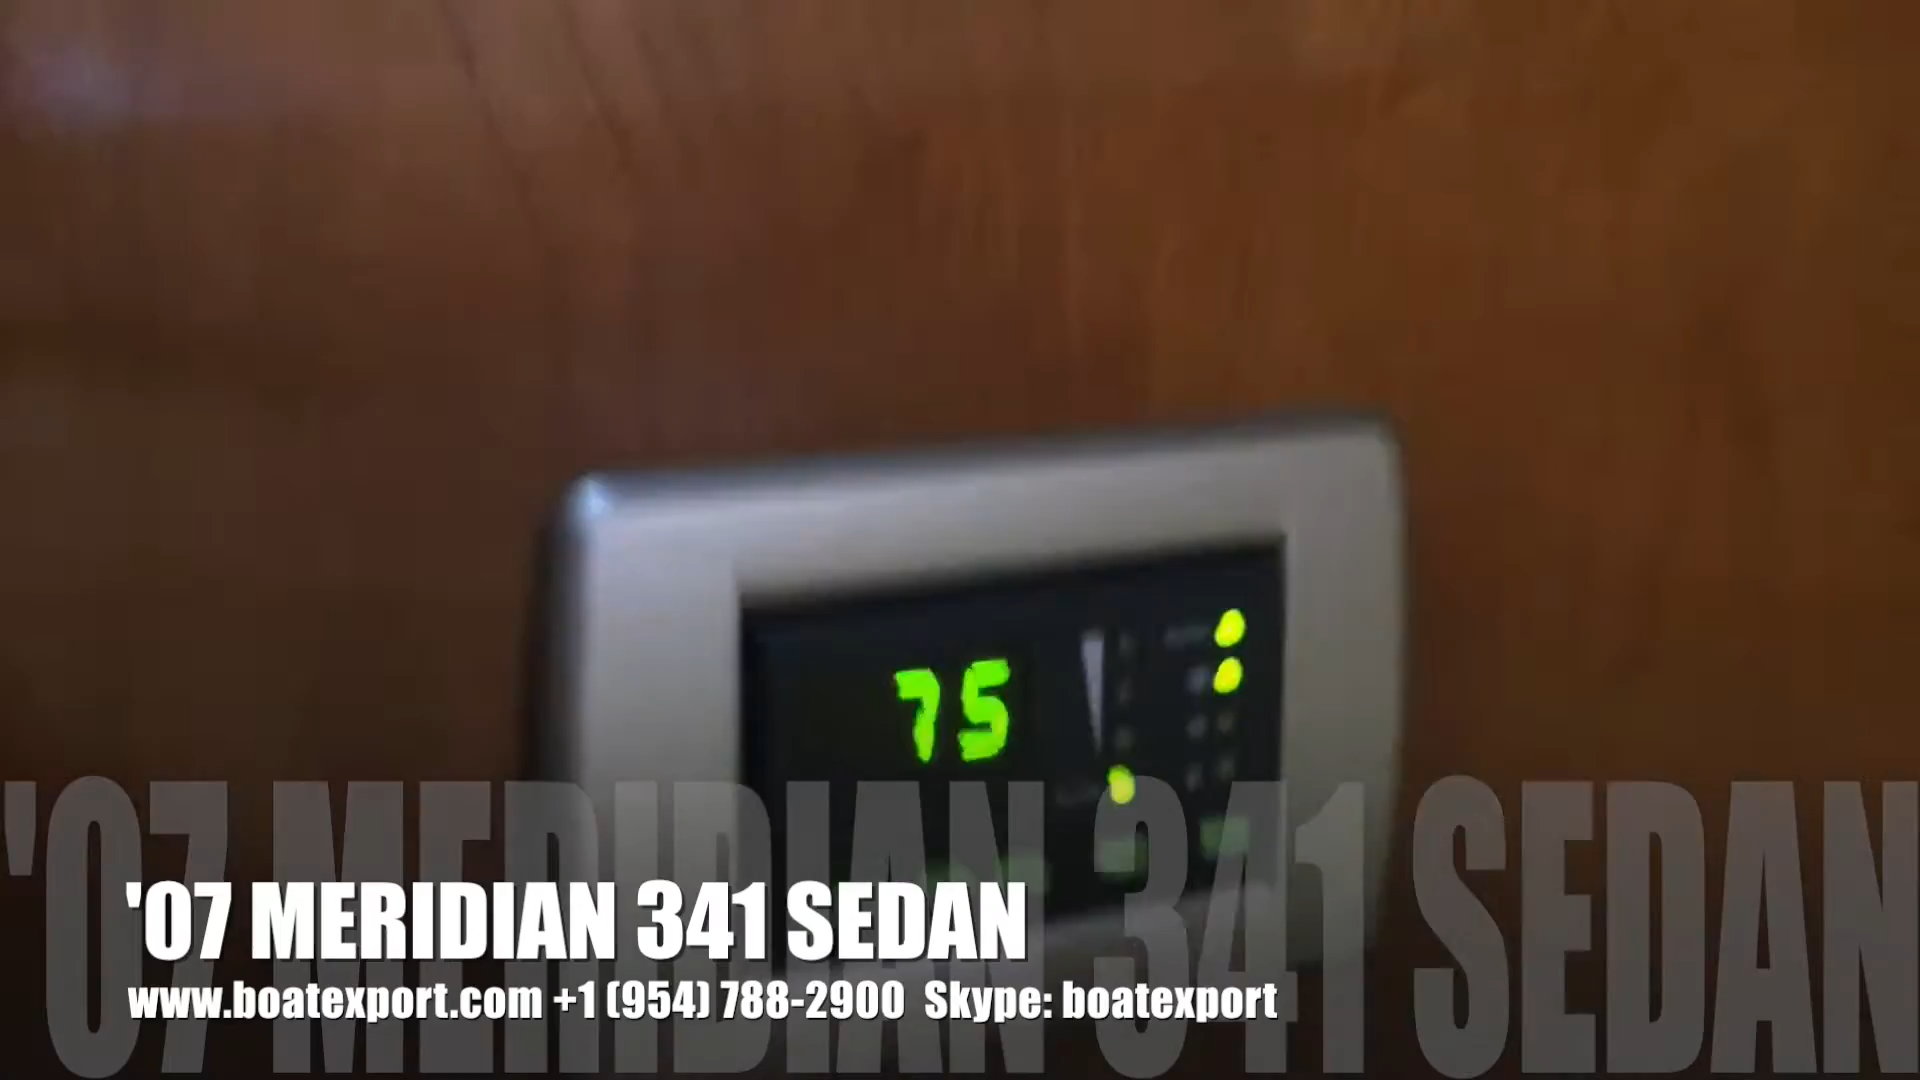 75
'07 MERIDIAN 341 SEDAN
'07 MERIDIAN 341 SEDAN
www.boatexport.com +1 (954) 788-2900 Skype: boatexport